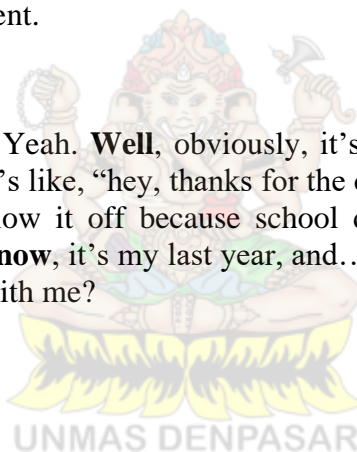 ent.
Yeah. Well, obviously, it’s
’s like, “hey, thanks for the
ow it off because school
now, it’s my last year, and…
ith me?
UNMAS DENPASAR